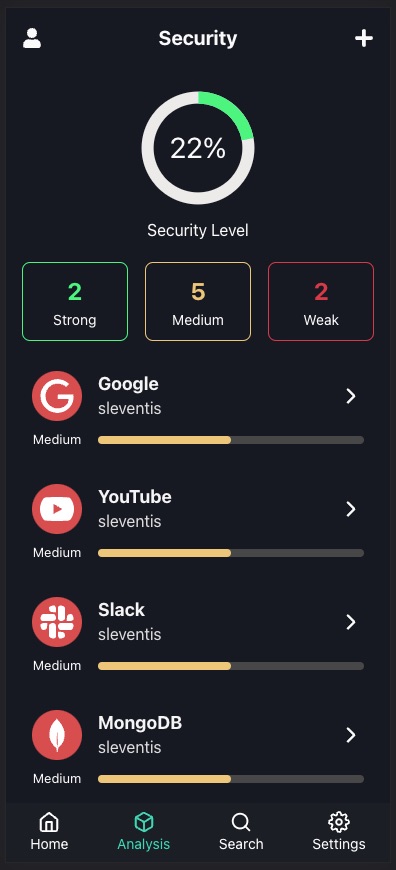 Security
22%
Security Level
2
Strong
5
Medium
2
Weak
Google
sleventis
Medium
YouTube
sleventis
Medium
Slack
sleventis
Medium
MongoDB
sleventis
Medium
Home
Analysis
Search
Settings